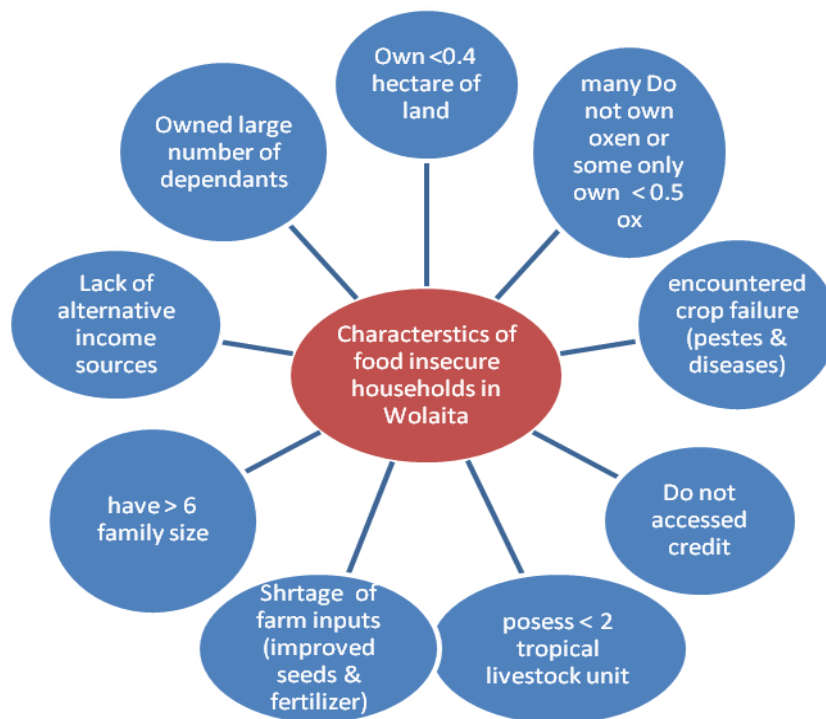 Own <0.4
hectare of
land
many Do
not own
oxen or
some only
own < 0.5
ox
encountered
crop failure
(pestes &
diseases)
Do not
accessed
credit
posess < 2
tropical
livestock unit
Shrtage of
farm inputs
(improved
seeds &
fertilizer)
have > 6
family size
Lack of
alternative
income
sources
Owned large
number of
dependants
Characterstics of
food insecure
households in
Wolaita